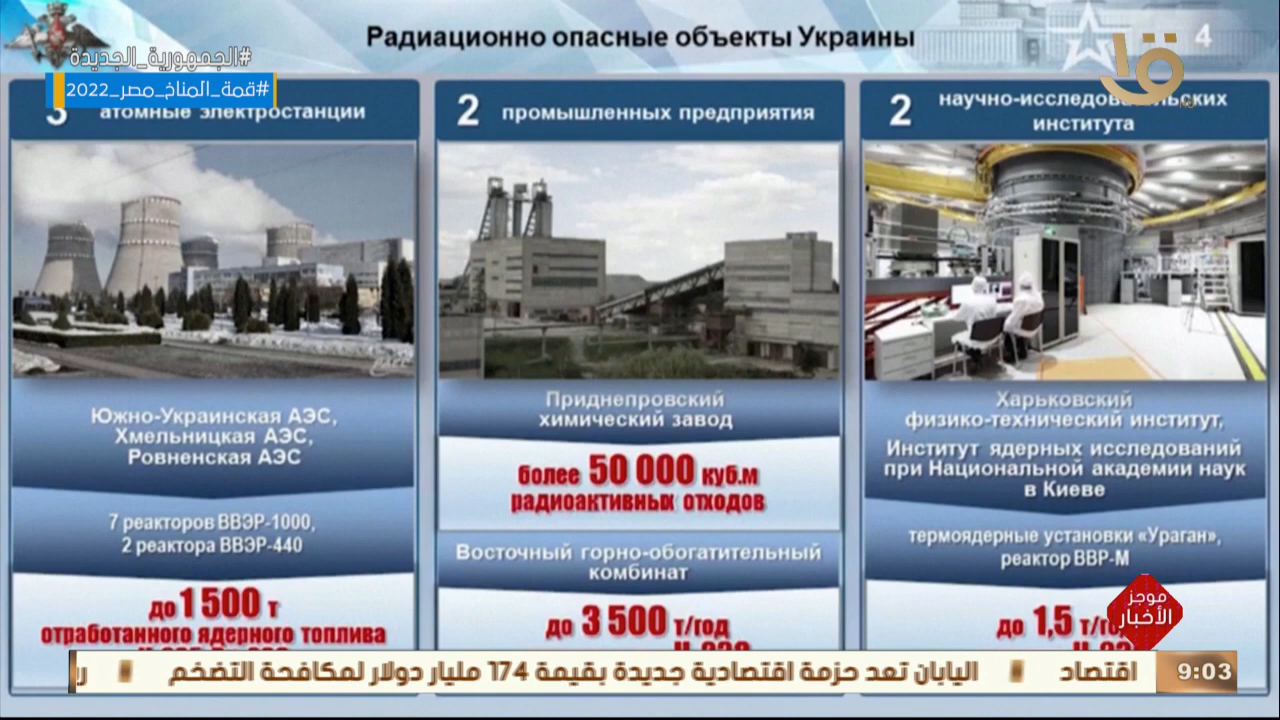 Радиационно опасные объекты Украины
4
#الجمهورية_الجديدة
#قمة_المناخ_مصر_2022
3 атомные электростанции
Южно-Украинская АЭС,
Хмельницкая АЭС,
Ровненская АЭС
7 реакторов ВВЭР-1000,
2 реактора ВВЭР-440
до 1 500 т
отработанного ядерного топлива
2 промышленных предприятия
Приднепровский
химический завод
более 50 000 куб.м
радиоактивных отходов
Восточный горно-обогатительный
комбинат
до 3 500 т/год
2 научно-исследовательских
института
Харьковский
физико-технический институт,
Институт ядерных исследований
при Национальной академии наук
в Киеве
термоядерные установки «Ураган»,
реактор ВВР-М
до 1,5
موجز
الأخبار
9:03
اقتصاد اليابان تعد حزمة اقتصادية جديدة بقيمة 174 مليار دولار لمكافحة التضخم